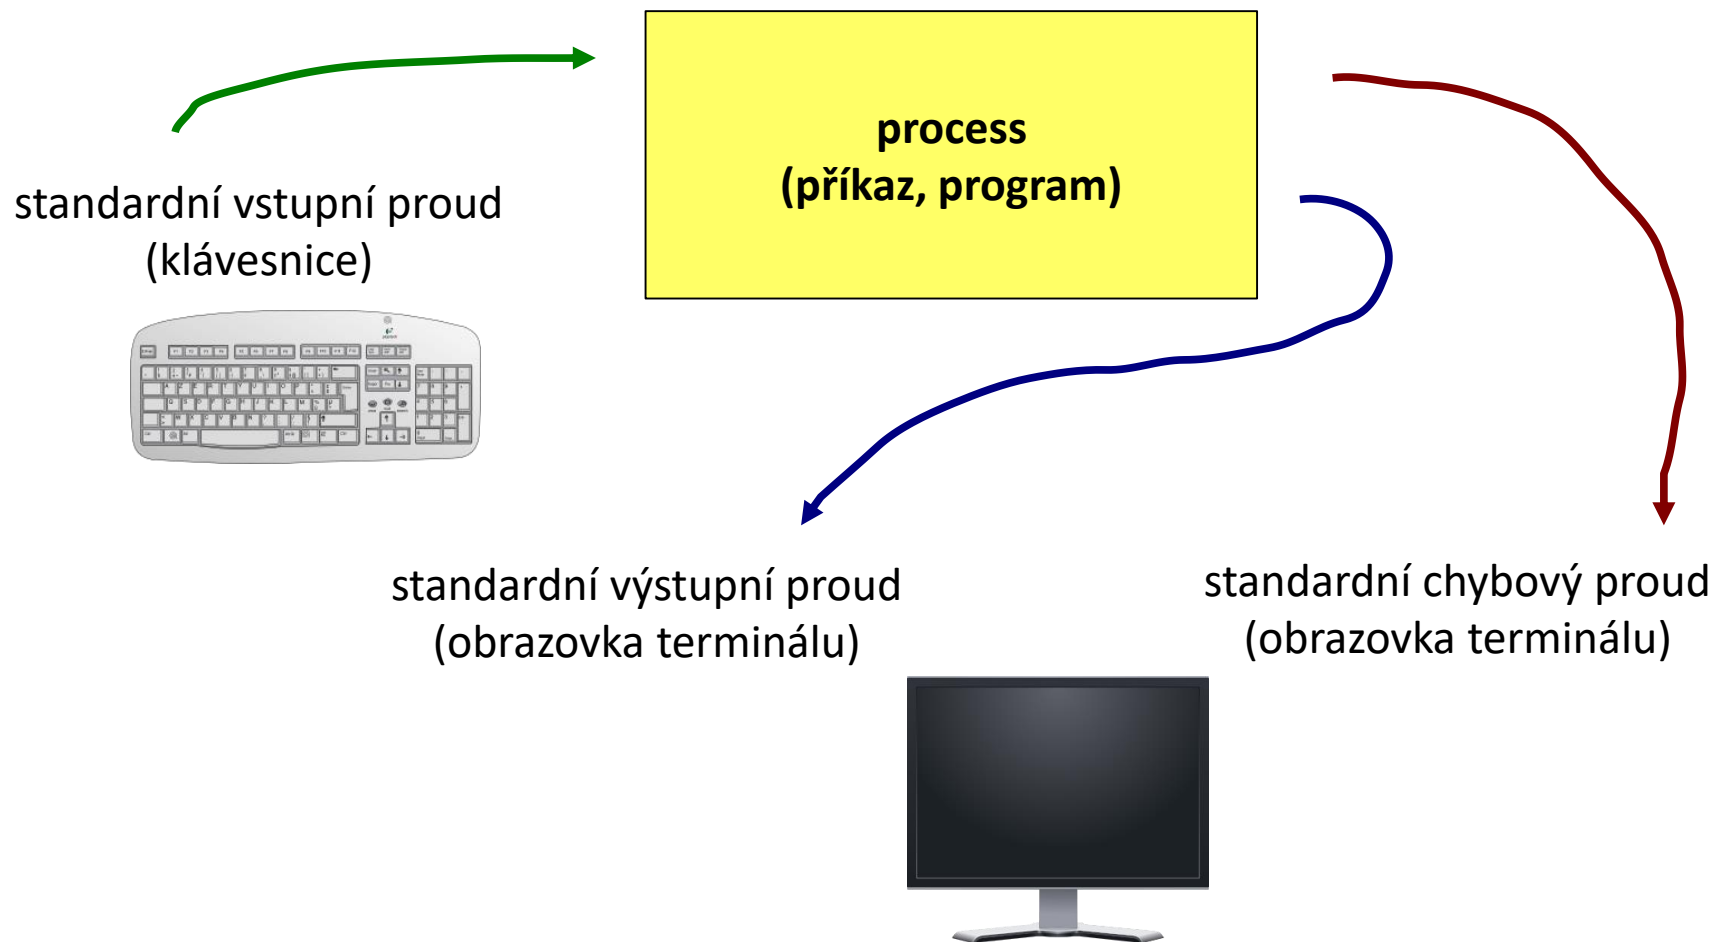 process
(příkaz, program)
standardní vstupní proud
(klávesnice)
standardní výstupní proud
(obrazovka terminálu)
standardní chybový proud
(obrazovka terminálu)